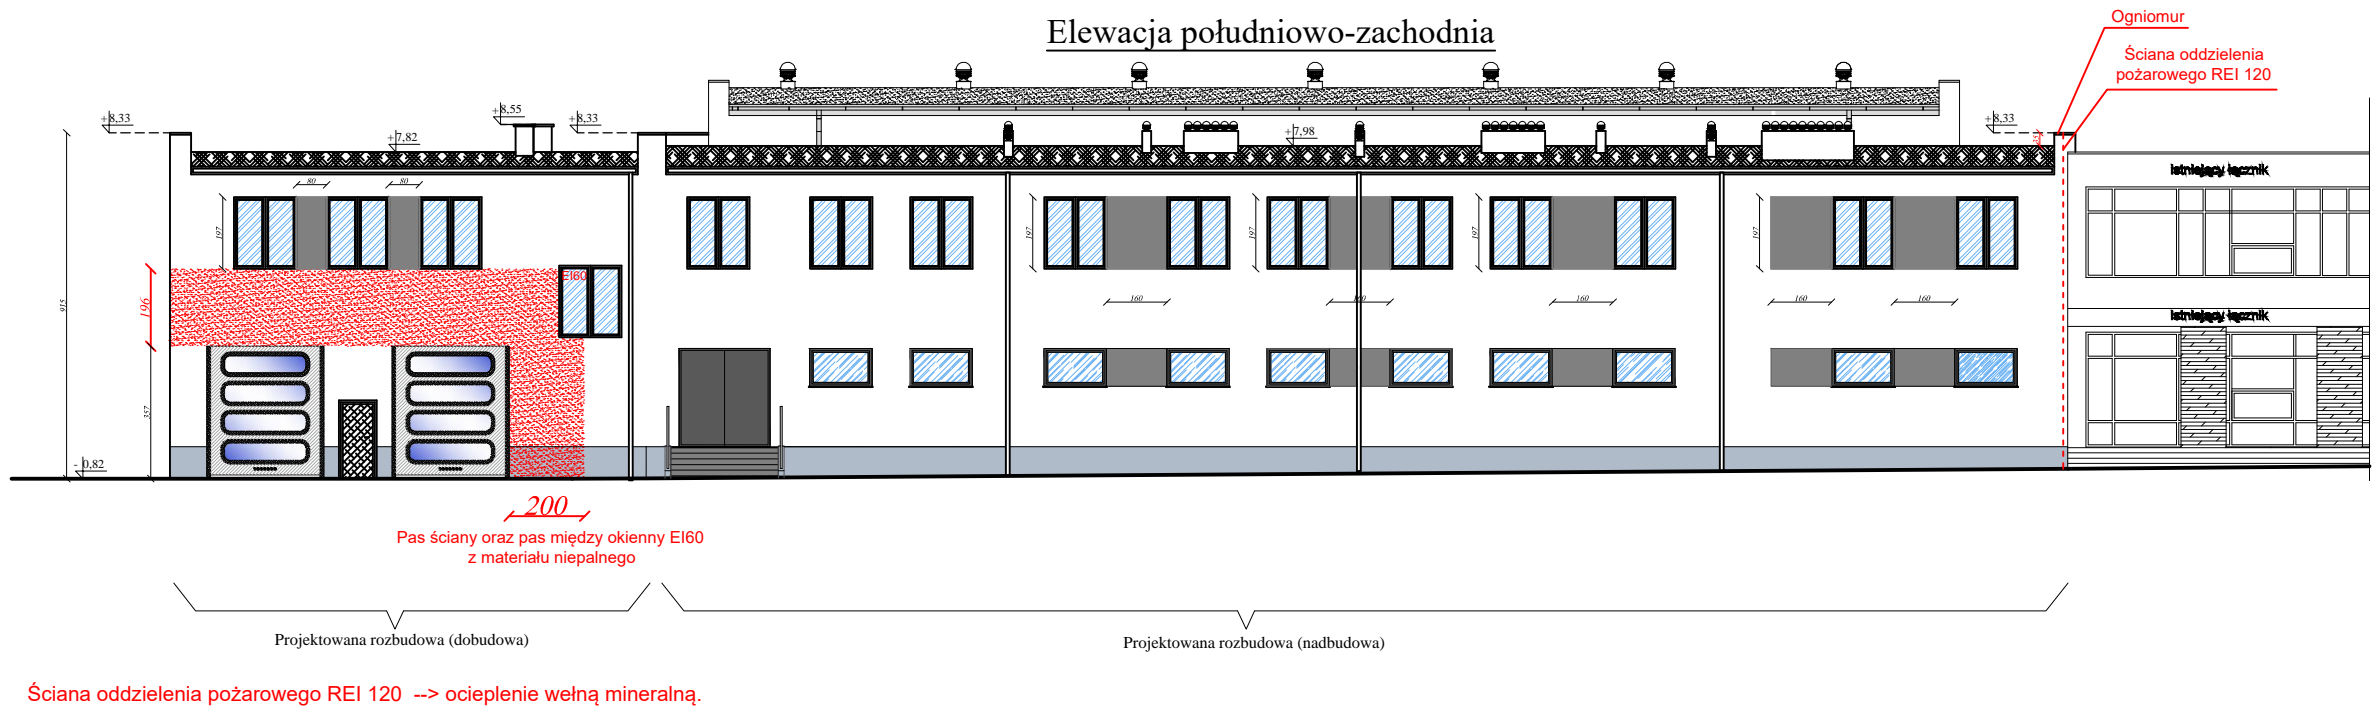 Elewacja południowo-zachodnia
Ogniomur
Ściana oddzielenia
pożarowego REI 120
+8,33
+8,55
+8,33
+7,82
+7,98
+8,33
istniejący łącznik
80
80
197
197
197
197
197
EI60
196
915
160
160
160
160
160
istniejący łącznik
357
- 0,82
200
Pas ściany oraz pas między okienny EI60
z materiału niepalnego
Projektowana rozbudowa (dobudowa)
Projektowana rozbudowa (nadbudowa)
Ściana oddzielenia pożarowego REI 120 --> ocieplenie wełną mineralną.